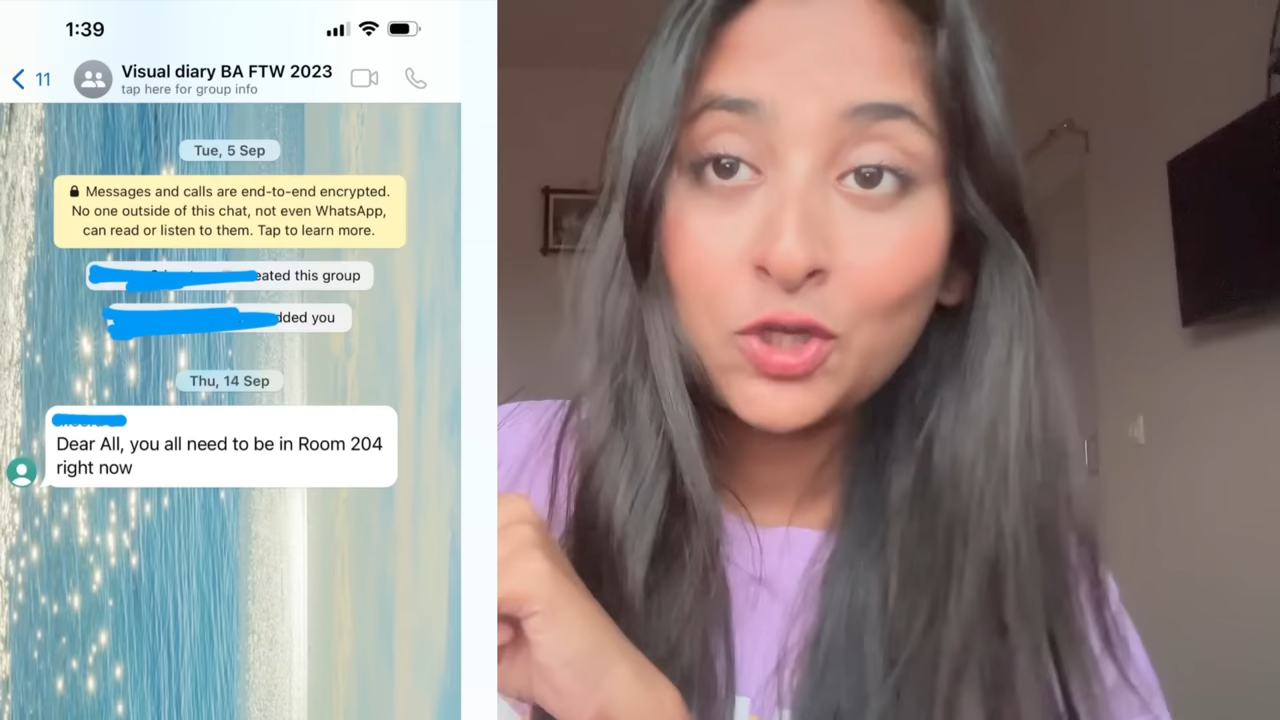 1:39
11
Visual diary BA FTW 2023
tap here for group info
Tue, 5 Sep
Messages and calls are end-to-end encrypted.
No one outside of this chat, not even WhatsApp,
can read or listen to them. Tap to learn more.
this group
you
Thu, 14 Sep
Dear All, you all need to be in Room 204
right now